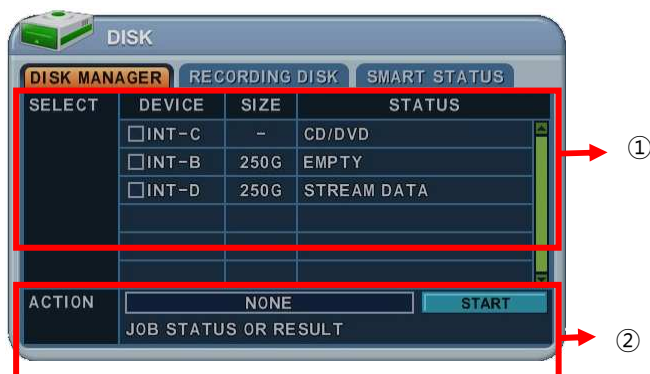 DISK
DISK MANAGER RECORDING DISK SMART STATUS
SELECT DEVICE SIZE STATUS
INT-C - CD/DVD
①
INT-B 250G EMPTY
INT-D 250G STREAM DATA
ACTION NONE START
JOB STATUS OR RESULT
②